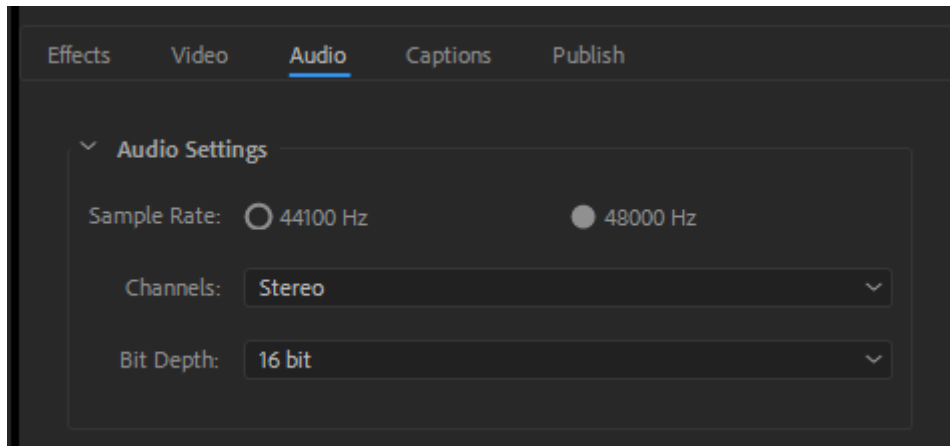 Effects Video Audio Captions Publish
Audio Settings
Sample Rate: 44100 Hz 48000 Hz
Channels: Stereo
Bit Depth: 16 bit